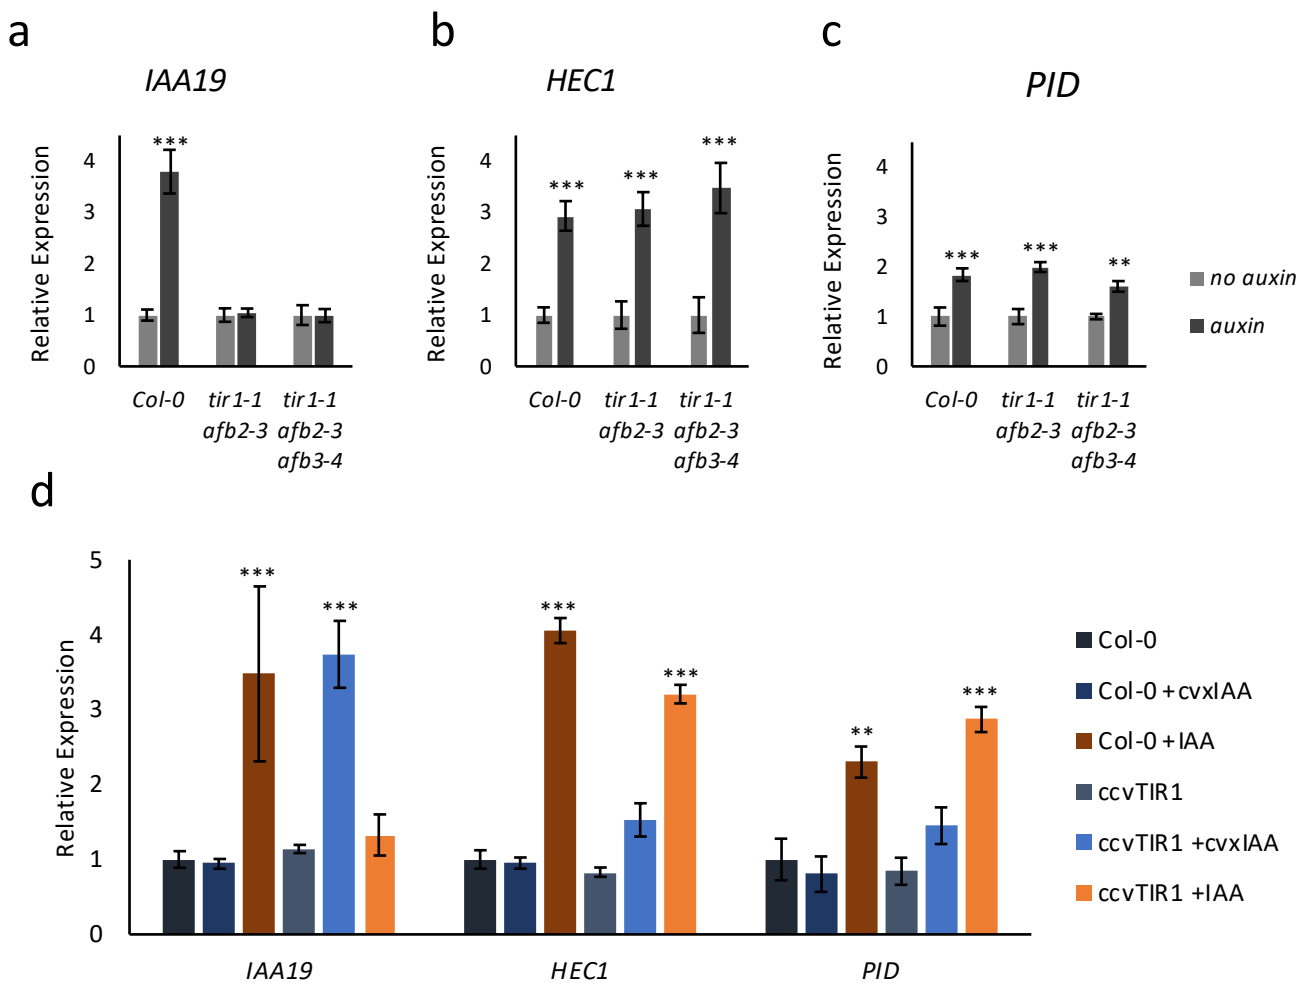 a
b
c
IAA19
HEC1
PID
Relative Expression
4
3
2
1
0
***
Col-0
tir1-1
afb2-3
tir1-1
afb2-3
afb3-4
Relative Expression
4
3
2
1
0
***
***
***
Col-0
tir1-1
afb2-3
tir1-1
afb2-3
afb3-4
Relative Expression
4
3
2
1
0
***
***
**
Col-0
tir1-1
afb2-3
tir1-1
afb2-3
afb3-4
no auxin
auxin
d
Relative Expression
5
4
3
2
1
0
***
***
***
***
**
***
IAA19
HEC1
PID
Col-0
Col-0 +cvxIAA
Col-0 +IAA
ccvTIR1
ccvTIR1 +cvxIAA
ccvTIR1 +IAA